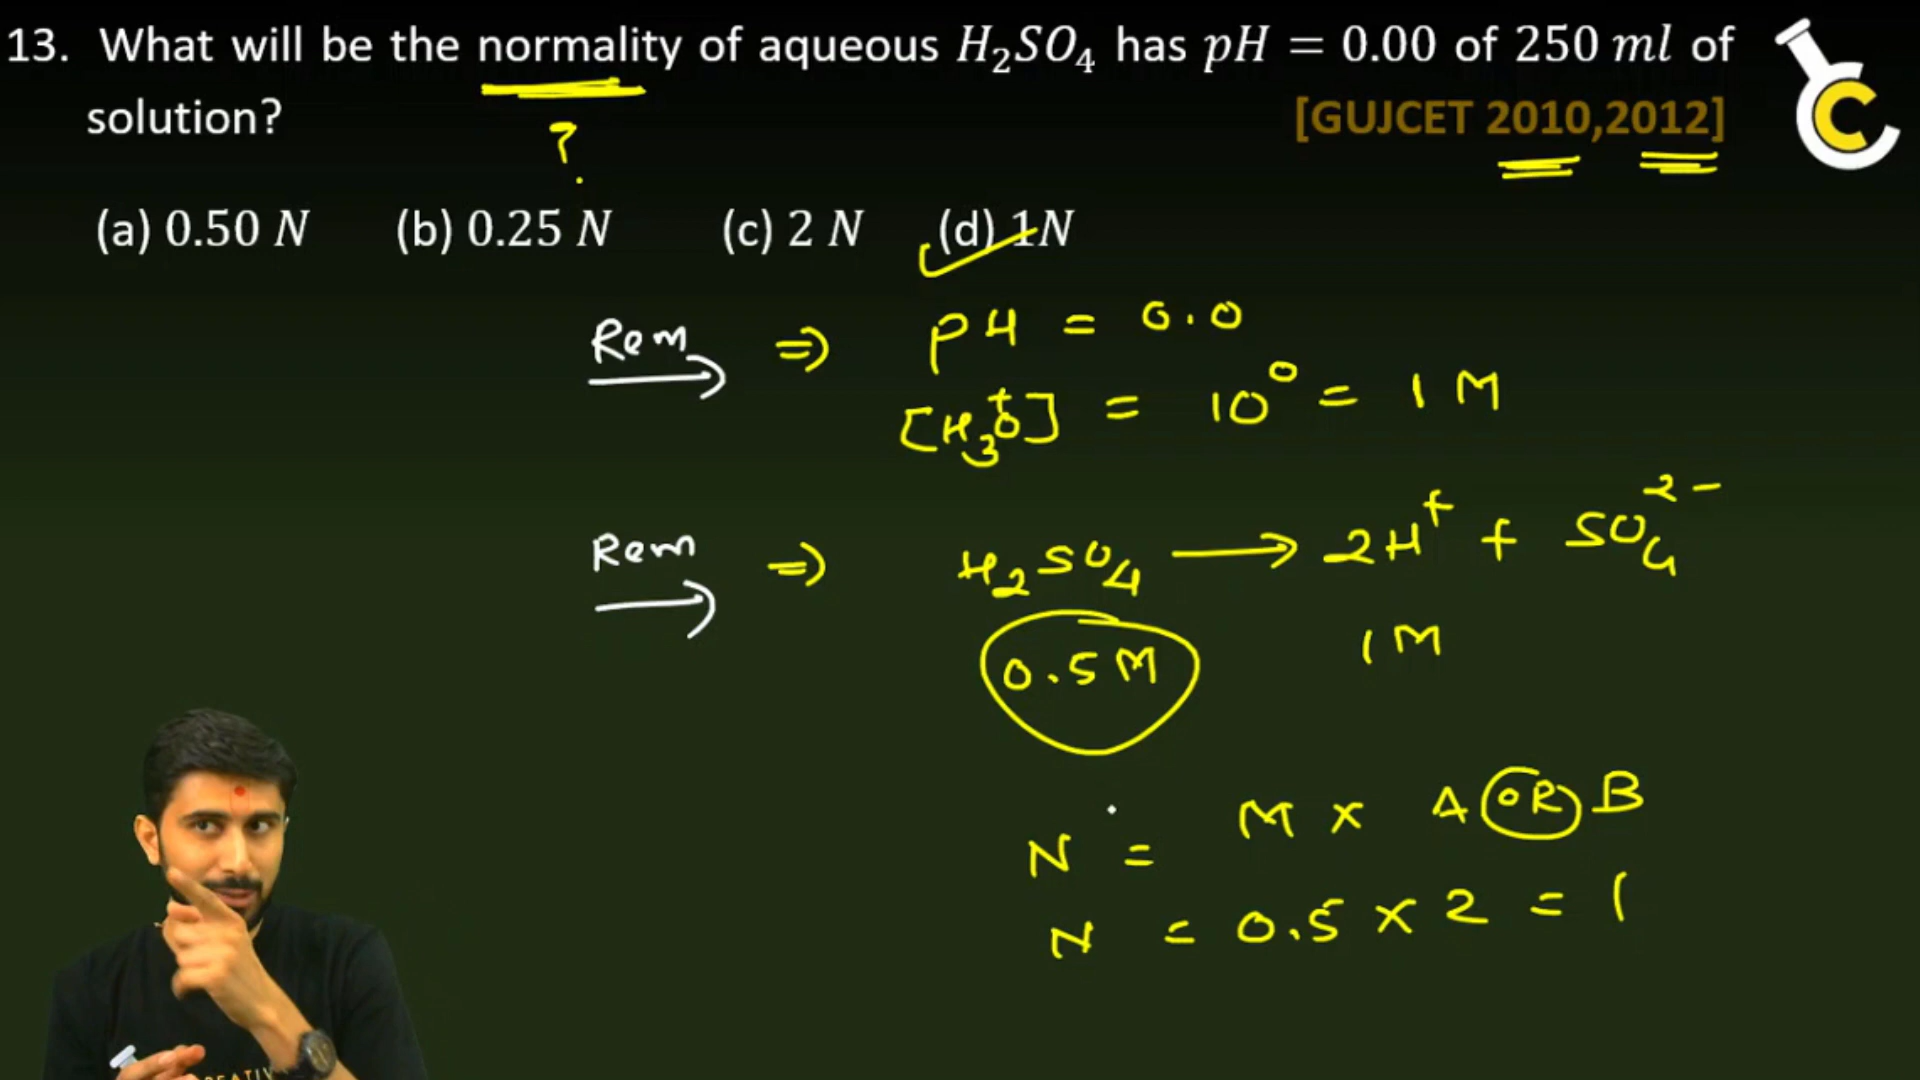 13. What will be the normality of aqueous H₂SO₄ has pH = 0.00 of 250 ml of
solution?
[GUJCET 2010,2012]
?
(a) 0.50 N (b) 0.25 N (c) 2 N (d) 1N
Rem ⇒ pH = 0.0
[H₃O⁺] = 10⁰ = 1 M
Rem ⇒ H₂SO₄ ⟶ 2H⁺ + SO₄²⁻
0.5 M 1 M
N = M × A OR B
N = 0.5 × 2 = 1